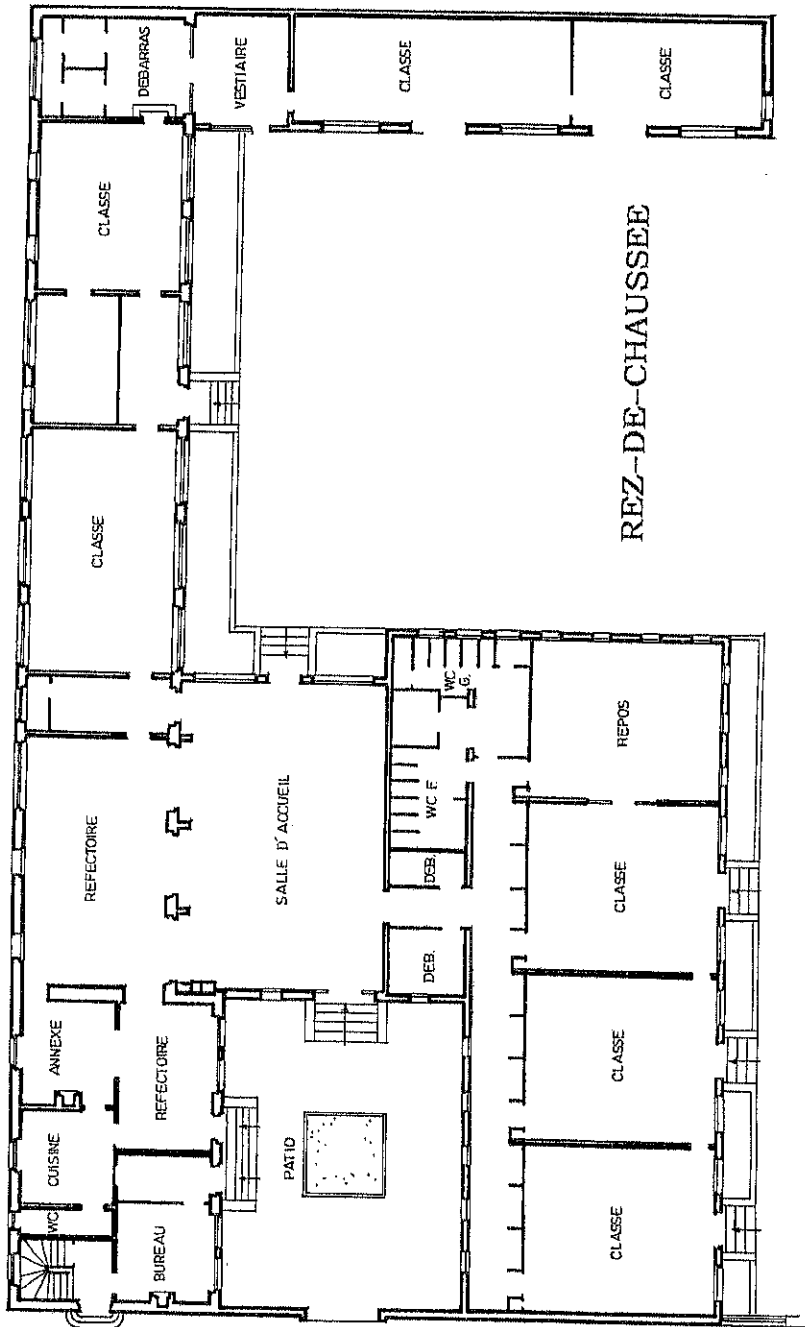 DEBARRAS
VESTIAIRE
CLASSE
CLASSE
CLASSE
CLASSE
REZ-DE-CHAUSSEE
REFECTOIRE
SALLE D'ACCUEIL
WC G.
WC F.
DEB.
DEB.
REPOS
CLASSE
CLASSE
CLASSE
ANNEXE
REFECTOIRE
CUISINE
WC
BUREAU
PATIO